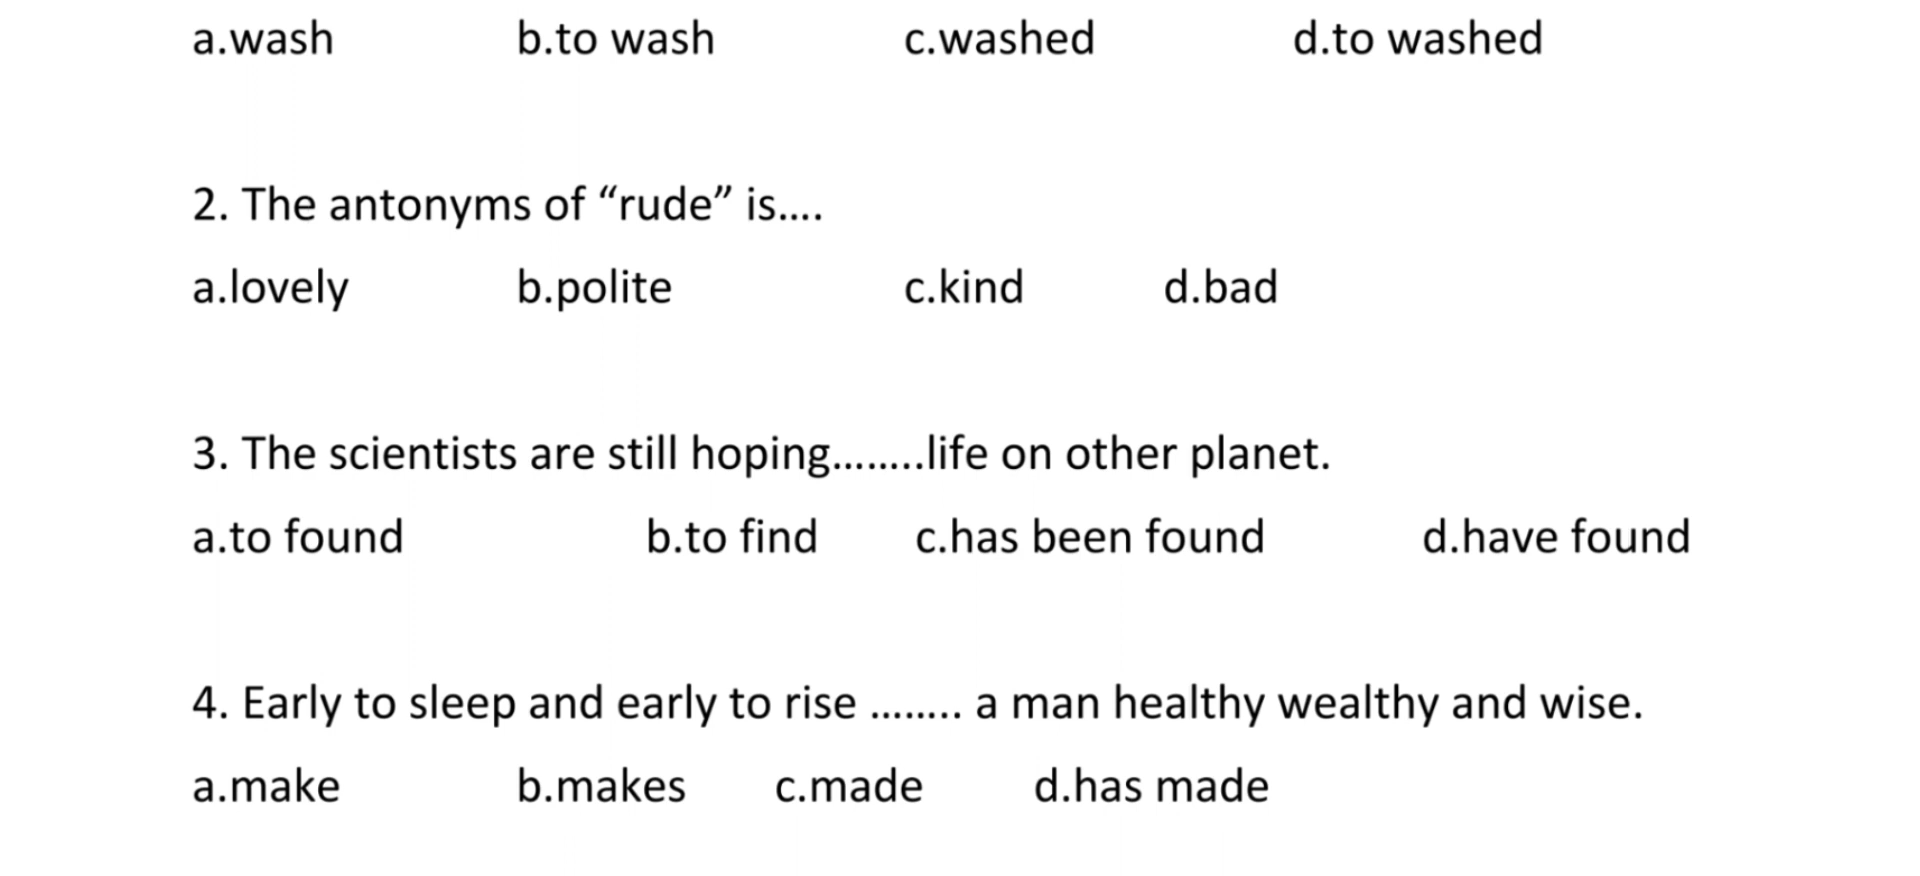 a.wash b.to wash c.washed d.to washed
2. The antonyms of “rude” is....
a.lovely b.polite c.kind d.bad
3. The scientists are still hoping........life on other planet.
a.to found b.to find c.has been found d.have found
4. Early to sleep and early to rise ........ a man healthy wealthy and wise.
a.make b.makes c.made d.has made